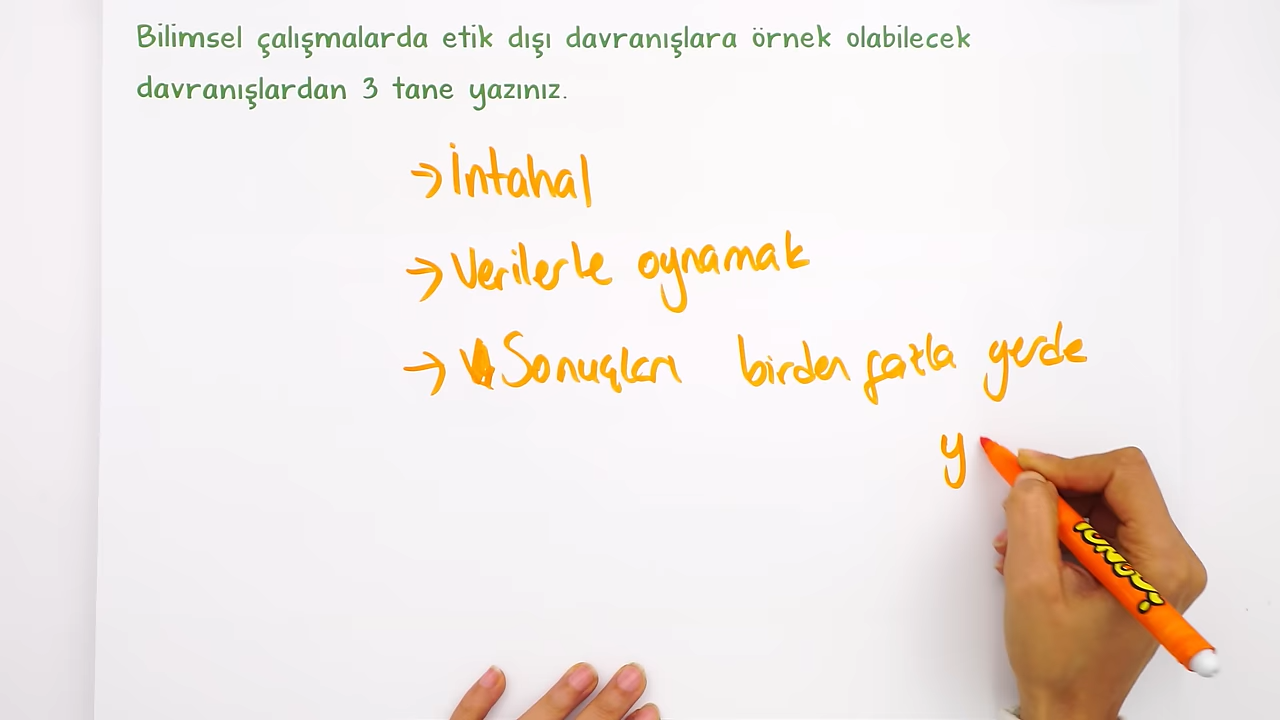 Bilimsel çalışmalarda etik dışı davranışlara örnek olabilecek
davranışlardan 3 tane yazınız.
→ İntahal
→ Verilerle oynamak
→ Sonuçları birden fazla yerde
y